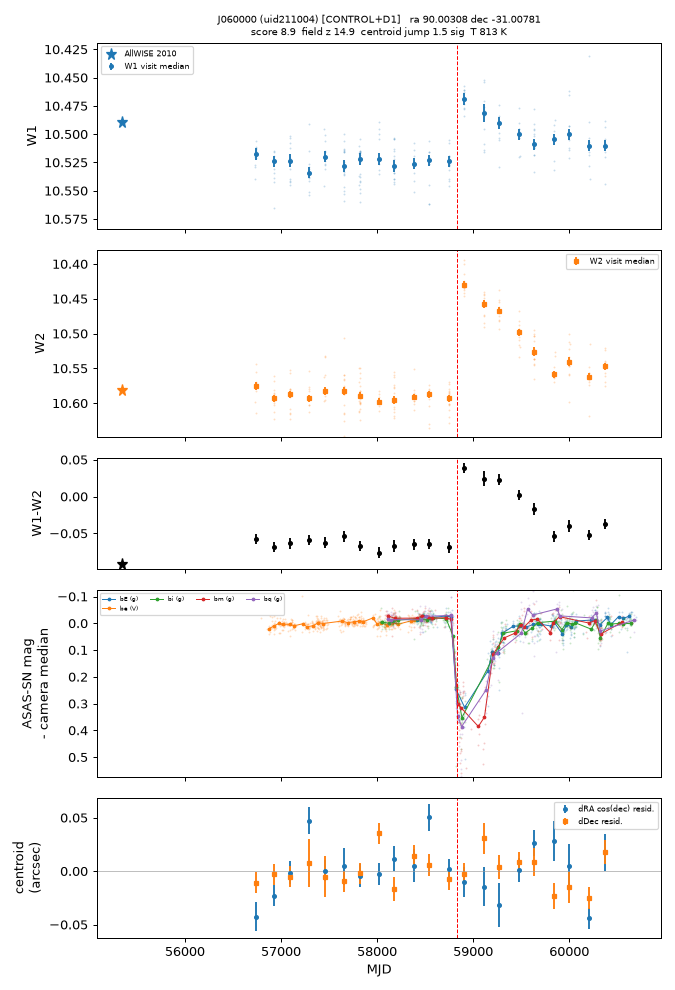 J060000 (uid211004) [CONTROL+D1]   ra 90.00308 dec -31.00781
score 8.9  field z 14.9  centroid jump 1.5 sig  T 813 K
10.425
10.450
10.475
10.500
10.525
10.550
10.575
W1
AllWISE 2010
W1 visit median
10.40
10.45
10.50
10.55
10.60
W2
W2 visit median
0.05
0.00
−0.05
W1-W2
−0.1
0.0
0.1
0.2
0.3
0.4
0.5
ASAS-SN mag
- camera median
bE (g)
be (V)
bi (g)
bm (g)
bq (g)
0.05
0.00
−0.05
centroid
(arcsec)
dRA cos(dec) resid.
dDec resid.
56000
57000
58000
59000
60000
MJD